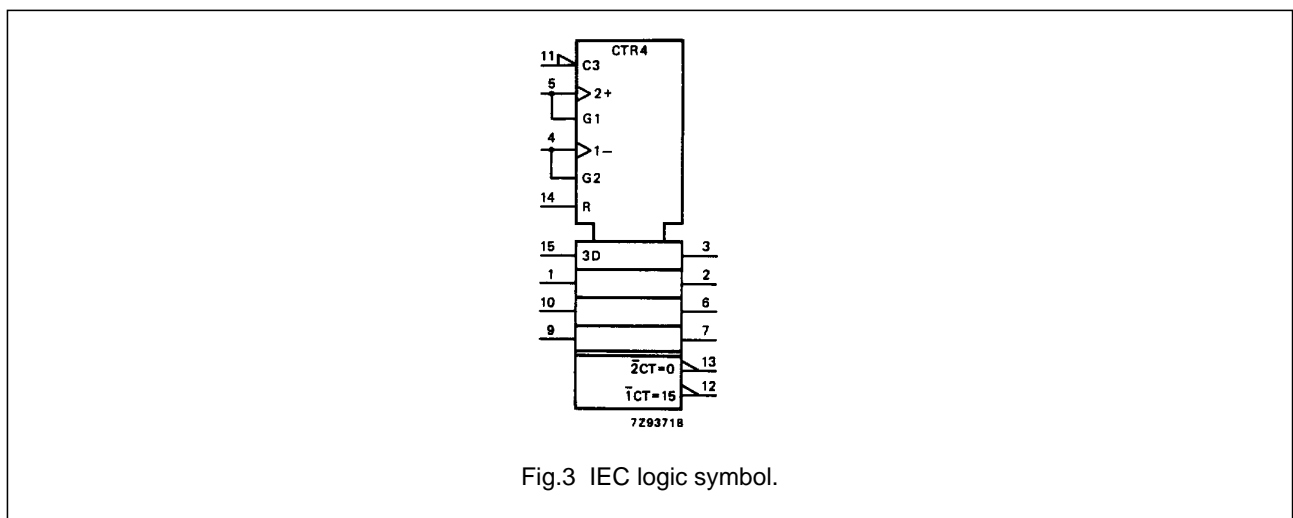 CTR4
11 C3
5 2+
G1
4 1−
G2
14 R
15 3D 3
1 2
10 6
9 7
2̅CT=0 13
1̅CT=15 12
7Z93718
Fig.3 IEC logic symbol.